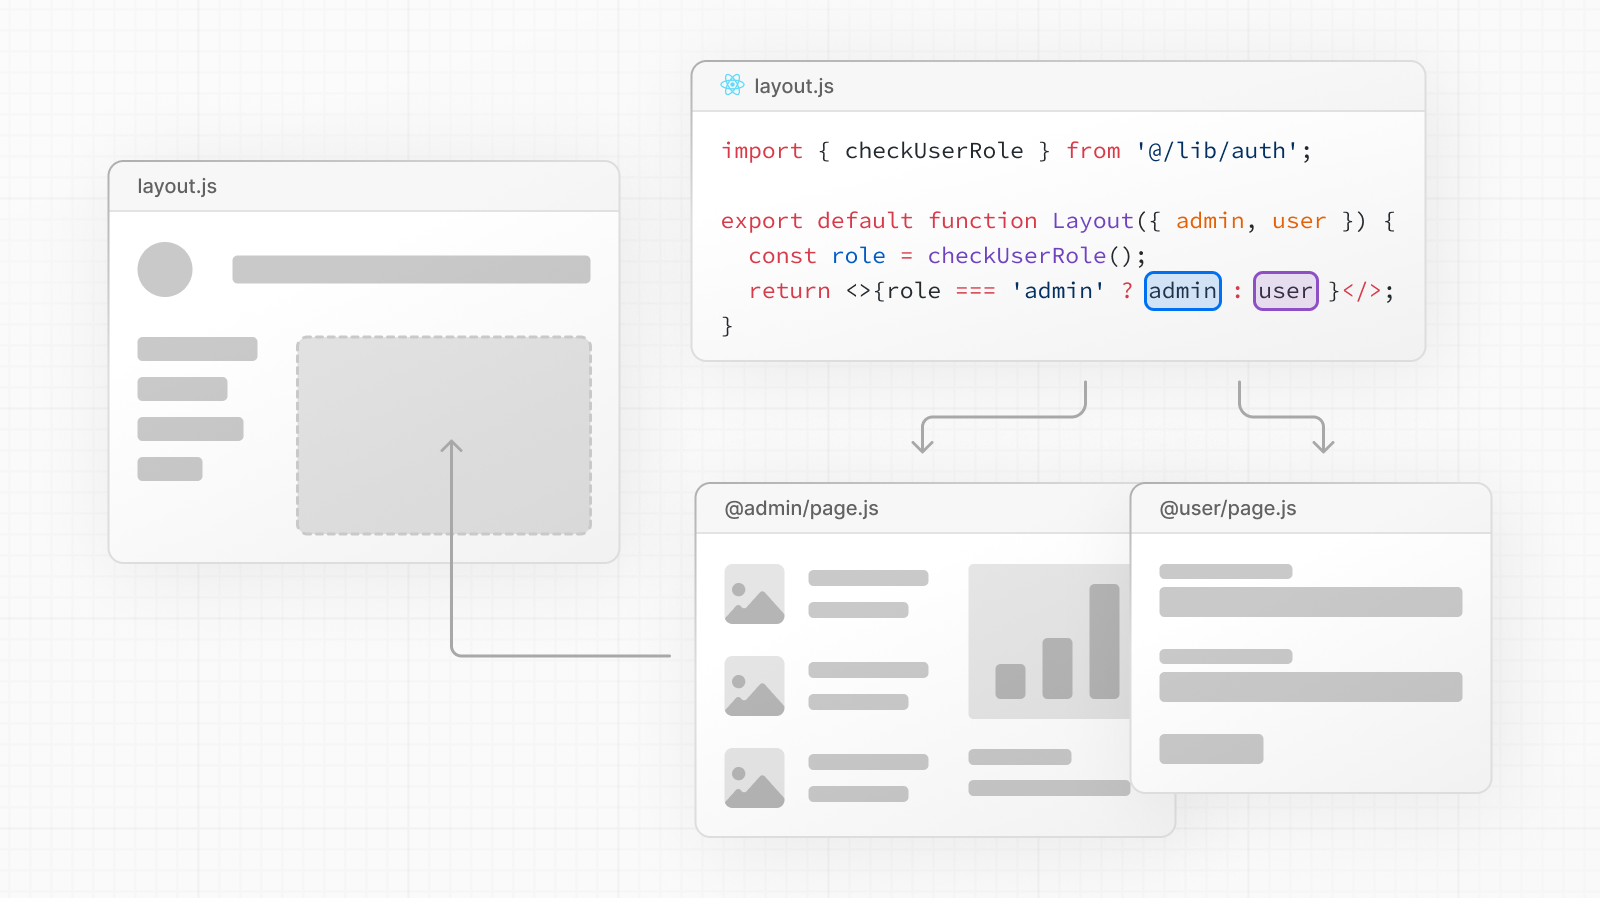 layout.js
layout.js
import { checkUserRole } from '@/lib/auth';
export default function Layout({ admin, user }) {
const role = checkUserRole();
return <>{role === 'admin' ? admin : user }</>;
}
@admin/page.js
@user/page.js